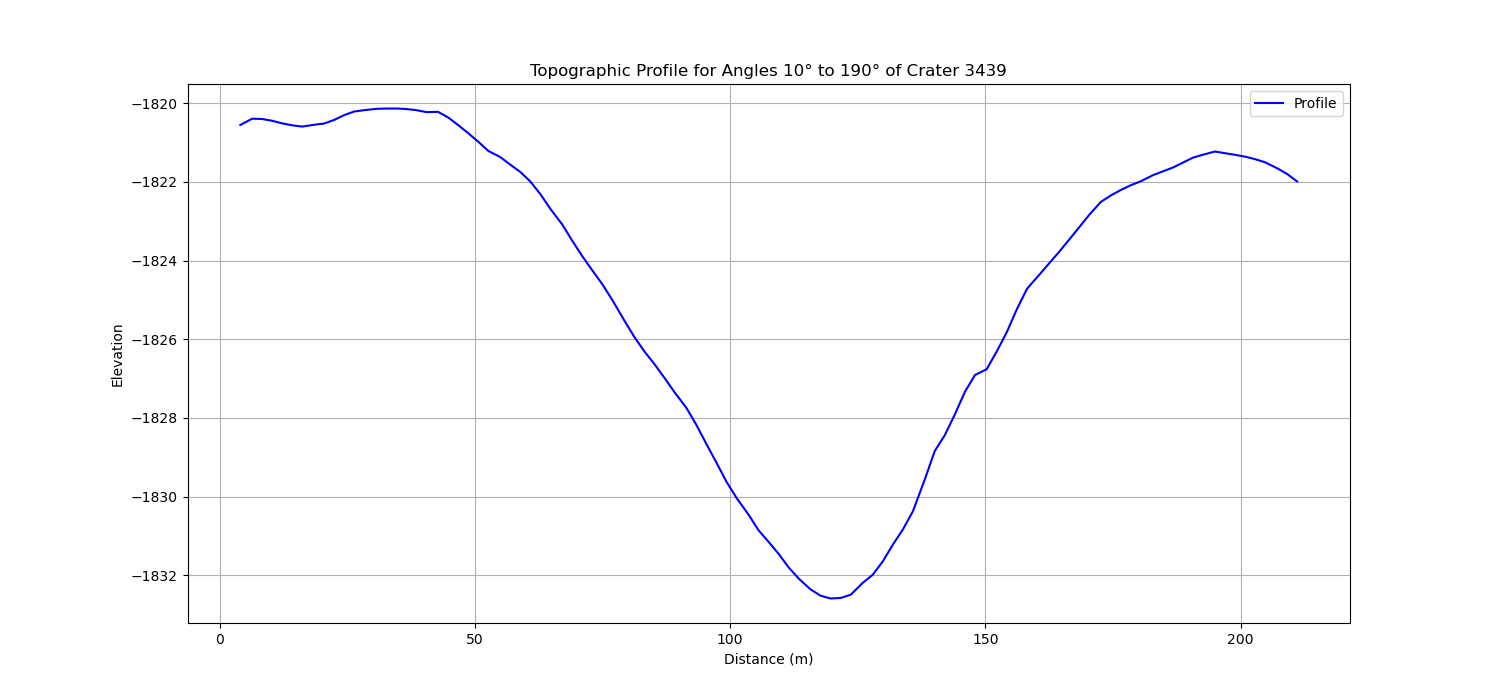 Topographic Profile for Angles 10° to 190° of Crater 3439
Profile
−1820
−1822
−1824
−1826
−1828
−1830
−1832
Elevation
0 50 100 150 200
Distance (m)